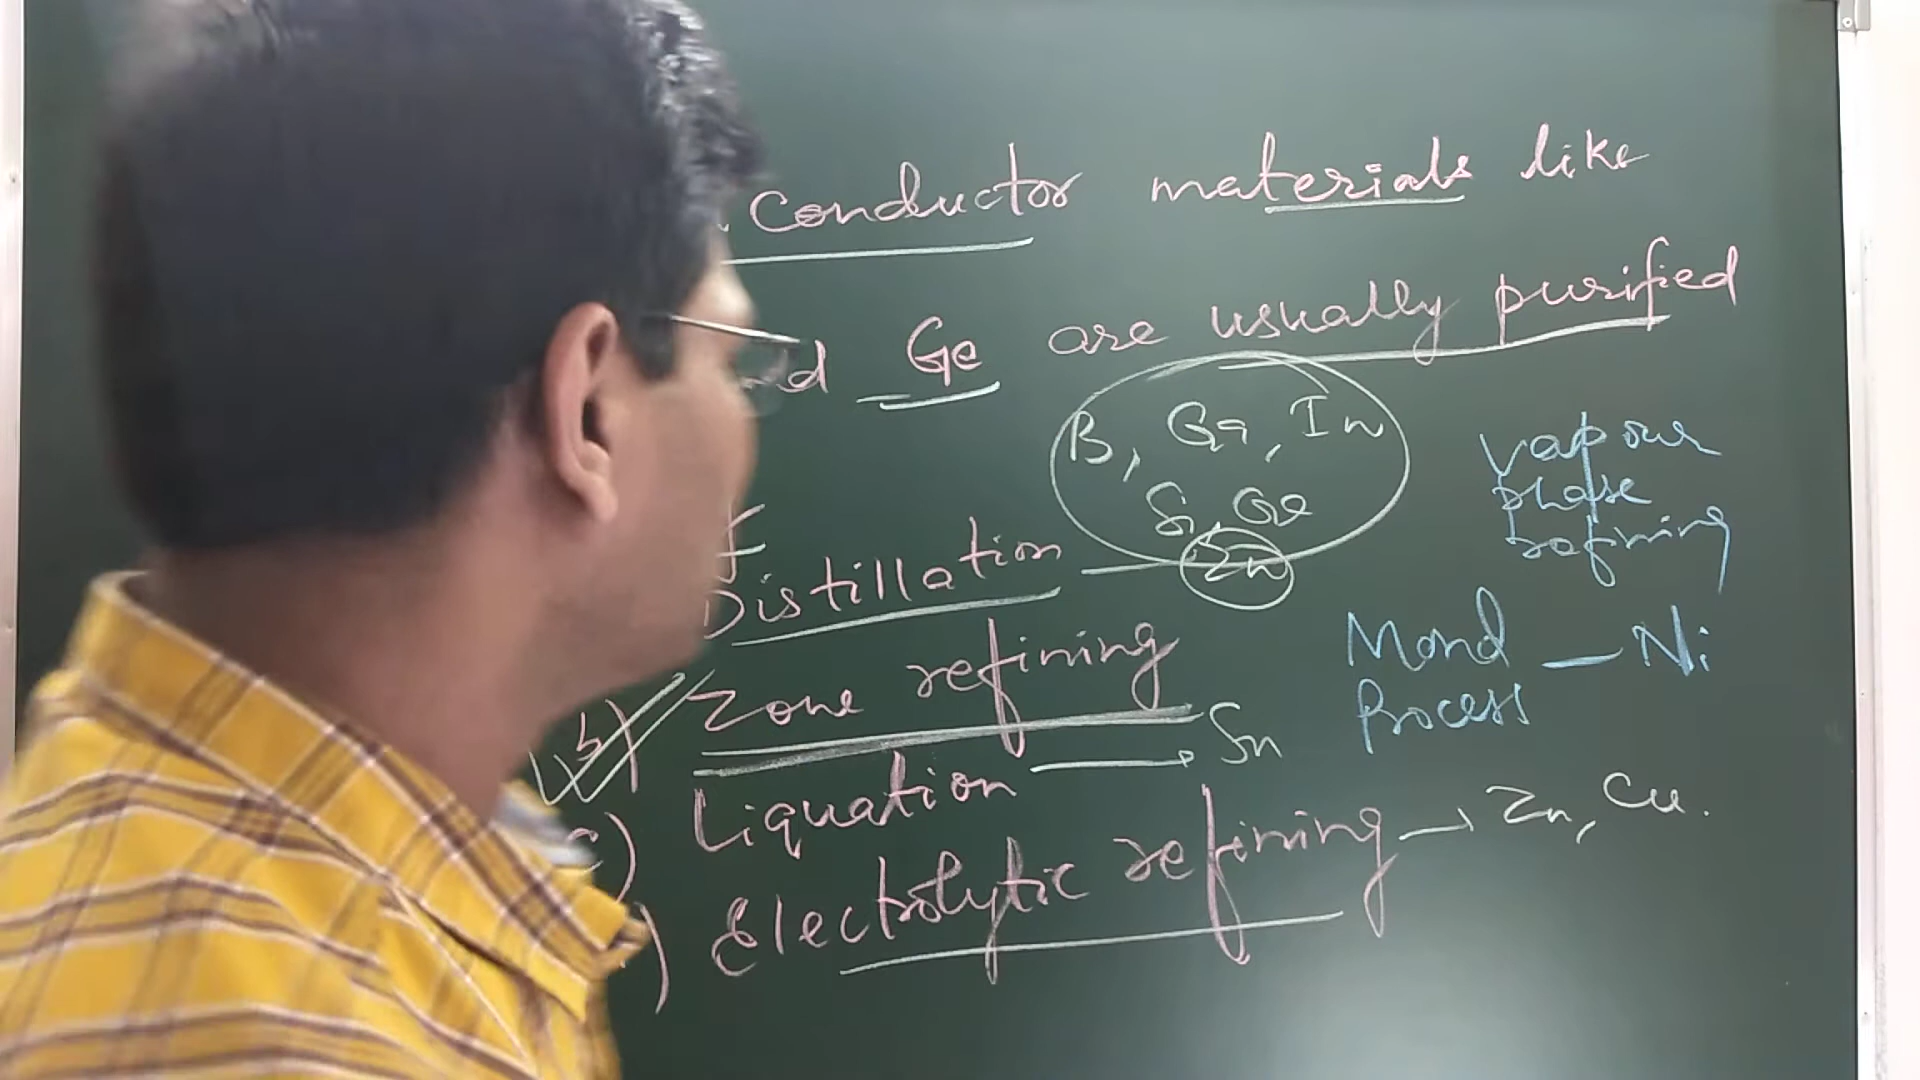 Conductor materials like
Ge are usually purified
B, Ga, In
Si, Ge
Zn
Distillation
b) Zone refining
Liquation → Sn
Electrolytic refining → Zn, Cu.
vapour
phase
refining
Mond — Ni
Process